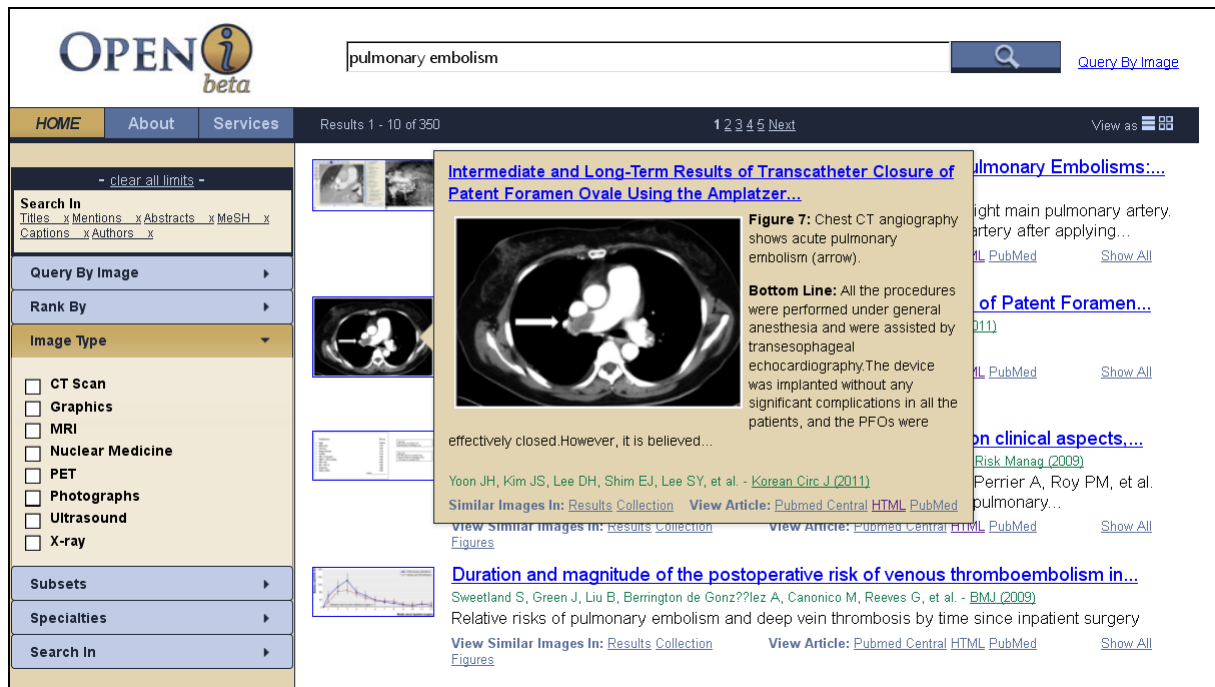 OPENi
beta
pulmonary embolism
Query By Image
HOME About Services
Results 1 - 10 of 350
1 2 3 4 5 Next
View as
- clear all limits -
Search In
Titles x Mentions x Abstracts x MeSH x
Captions x Authors x
Query By Image
Rank By
Image Type
CT Scan
Graphics
MRI
Nuclear Medicine
PET
Photographs
Ultrasound
X-ray
Subsets
Specialties
Search In
Intermediate and Long-Term Results of Transcatheter Closure of
Patent Foramen Ovale Using the Amplatzer...
Figure 7: Chest CT angiography
shows acute pulmonary
embolism (arrow).
Bottom Line: All the procedures
were performed under general
anesthesia and were assisted by
transesophageal
echocardiography.The device
was implanted without any
significant complications in all the
patients, and the PFOs were
effectively closed.However, it is believed...
Yoon JH, Kim JS, Lee DH, Shim EJ, Lee SY, et al. - Korean Circ J (2011)
Similar Images In: Results Collection View Article: Pubmed Central HTML PubMed
ulmonary Embolisms:...
ight main pulmonary artery.
artery after applying...
PubMed Show All
of Patent Foramen...
011)
PubMed Show All
on clinical aspects,...
Risk Manag (2009)
Perrier A, Roy PM, et al.
pulmonary...
View Similar Images In: Results Collection View Article: Pubmed Central HTML PubMed Show All
Figures
Duration and magnitude of the postoperative risk of venous thromboembolism in...
Sweetland S, Green J, Liu B, Berrington de Gonz??lez A, Canonico M, Reeves G, et al. - BMJ (2009)
Relative risks of pulmonary embolism and deep vein thrombosis by time since inpatient surgery
View Similar Images In: Results Collection View Article: Pubmed Central HTML PubMed Show All
Figures